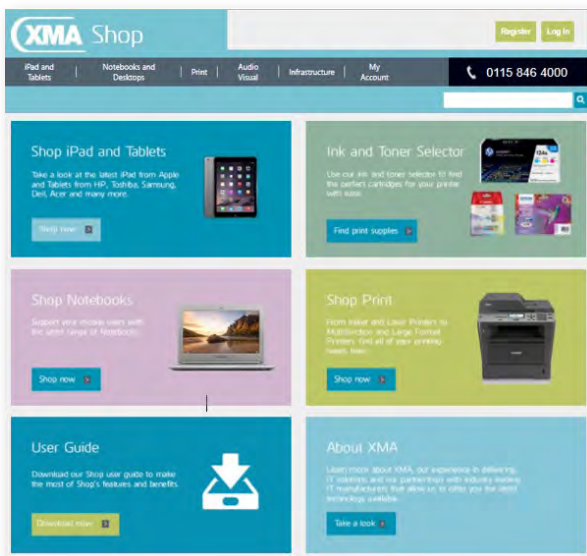 XMA Shop
Register
Log In
iPad and
Tablets
Notebooks and
Desktops
Print
Audio
Visual
Infrastructure
My
Account
0115 846 4000
Shop iPad and Tablets
Take a look at the latest iPad from Apple
and Tablets from HP, Toshiba, Samsung,
Dell, Acer and many more.
Shop now
Ink and Toner Selector
Use our ink and toner selector to find
the perfect cartridges for your printer
with ease.
Find print supplies
Shop Notebooks
Support your mobile users with
the latest range of Notebooks.
Shop now
Shop Print
From Inkjet and Laser Printers to
Multifunction and Large Format
Printers, find all of your printing
needs here.
Shop now
User Guide
Download our Shop user guide to make
the most of Shop's features and benefits.
Download now
About XMA
Learn more about XMA, our experience in delivering
IT solutions and our partnerships with industry leading
IT manufacturers that allow us to offer you the latest
technology available.
Take a look